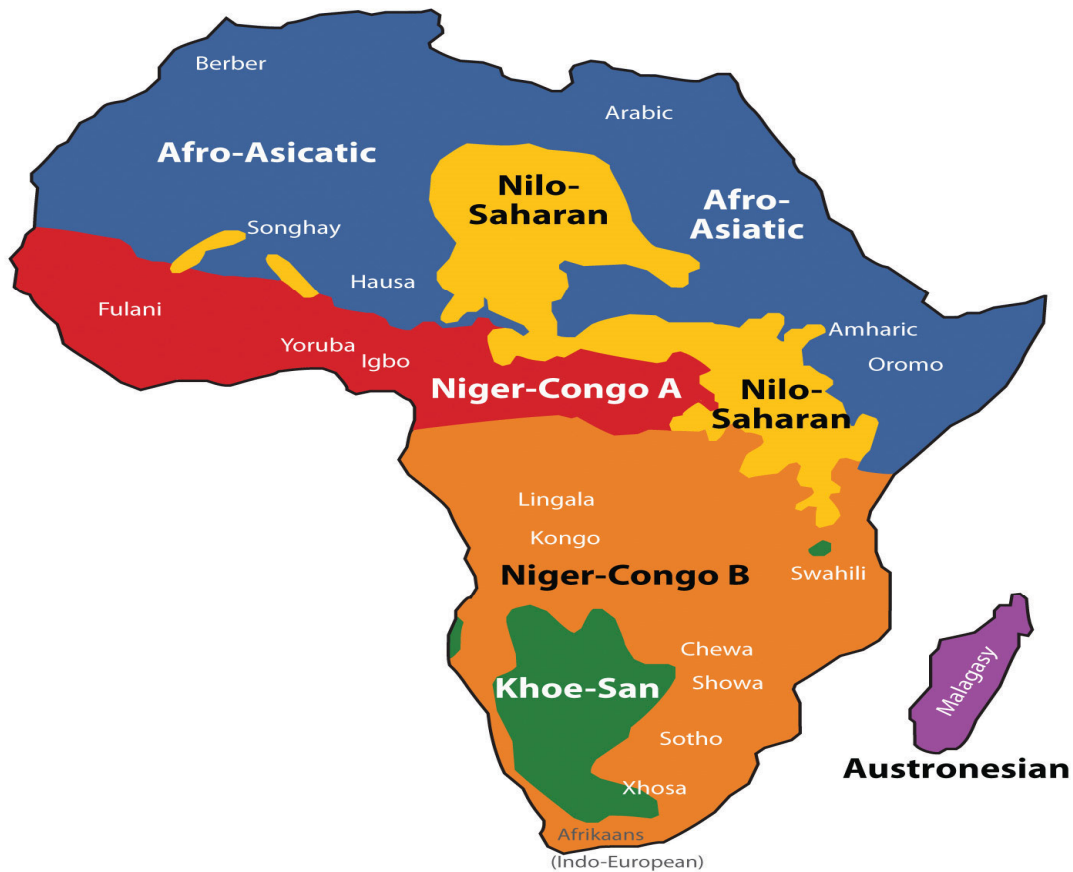 Berber
Arabic
Afro-Asicatic
Nilo-
Saharan
Afro-
Asiatic
Songhay
Hausa
Fulani
Yoruba
Igbo
Amharic
Oromo
Niger-Congo A
Nilo-
Saharan
Lingala
Kongo
Niger-Congo B
Swahili
Chewa
Showa
Khoe-San
Malagasy
Sotho
Austronesian
Xhosa
Afrikaans
(Indo-European)